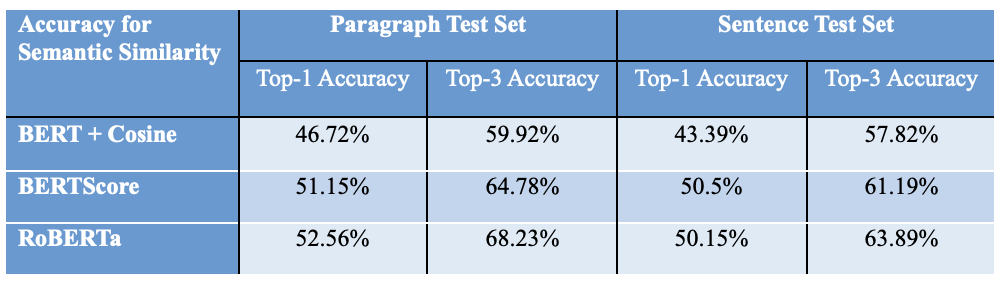 Accuracy for Paragraph Test Set Sentence Test Set
Semantic Similarity
Top-1 Accuracy Top-3 Accuracy Top-1 Accuracy Top-3 Accuracy
BERT + Cosine 46.72% 59.92% 43.39% 57.82%
BERTScore 51.15% 64.78% 50.5% 61.19%
RoBERTa 52.56% 68.23% 50.15% 63.89%